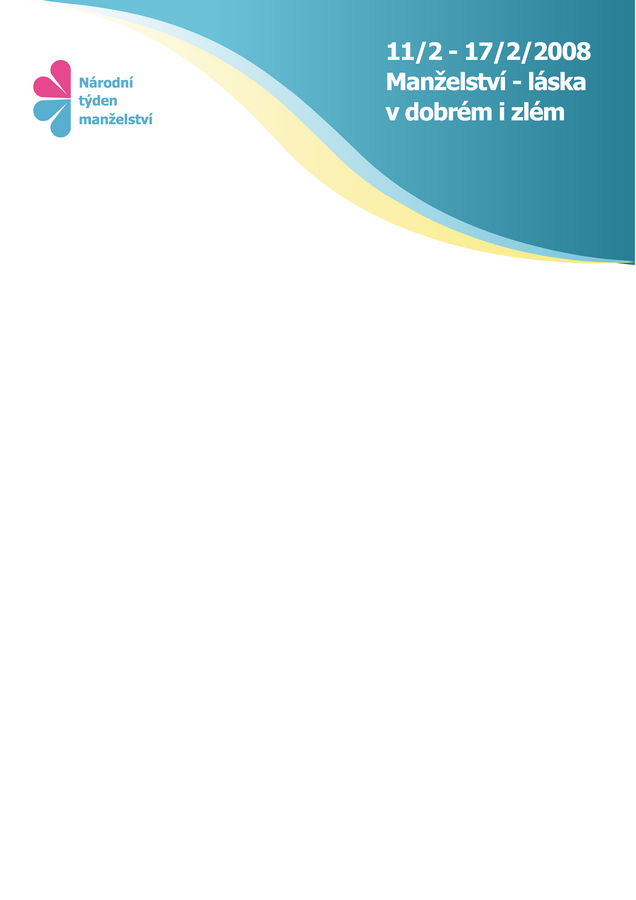 11/2 - 17/2/2008
Manželství - láska
v dobrém i zlém
Národní
týden
manželství